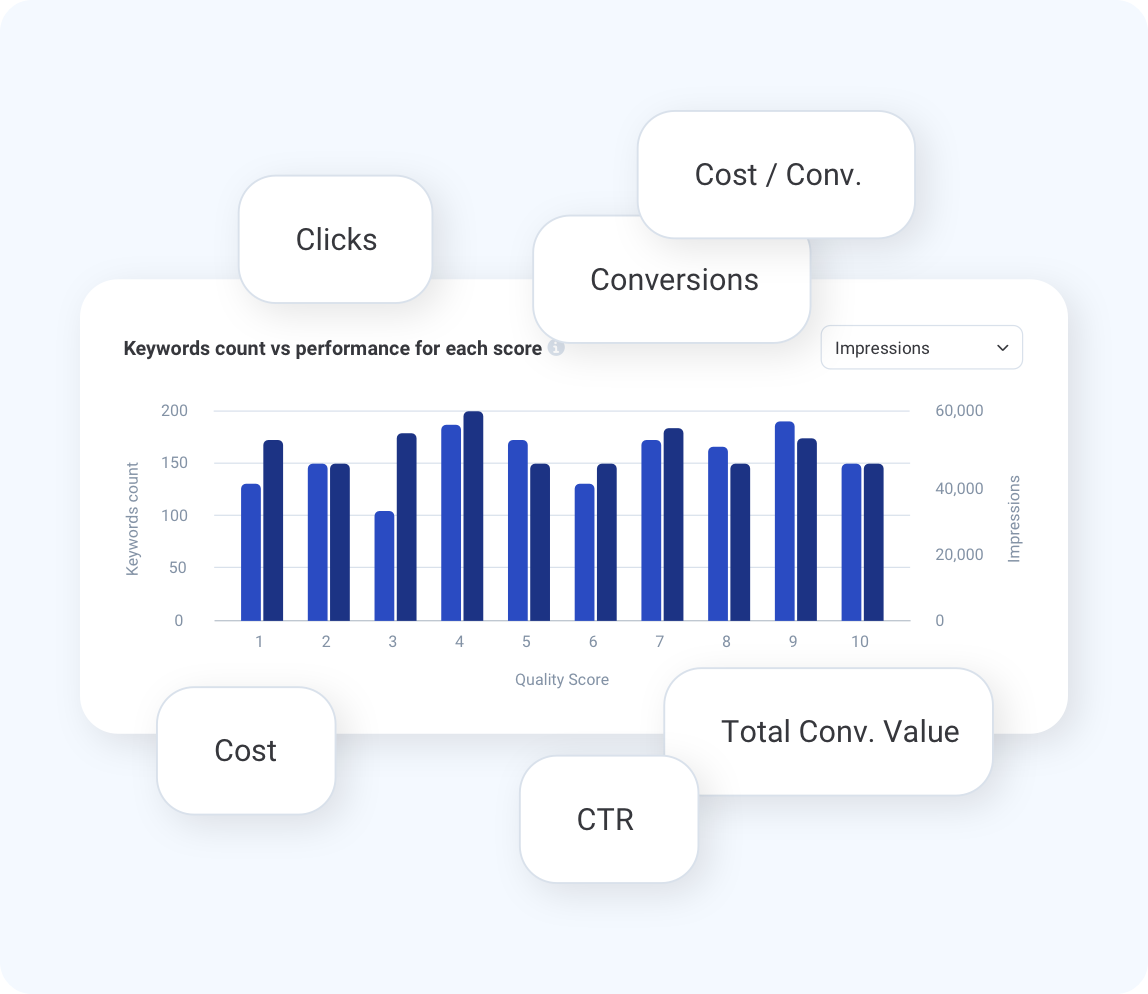 Cost / Conv.
Clicks
Conversions
Keywords count vs performance for each score
Impressions
200
150
100
50
0
Keywords count
60,000
40,000
20,000
0
Impressions
1 2 3 4 5 6 7 8 9 10
Quality Score
Total Conv. Value
Cost
CTR